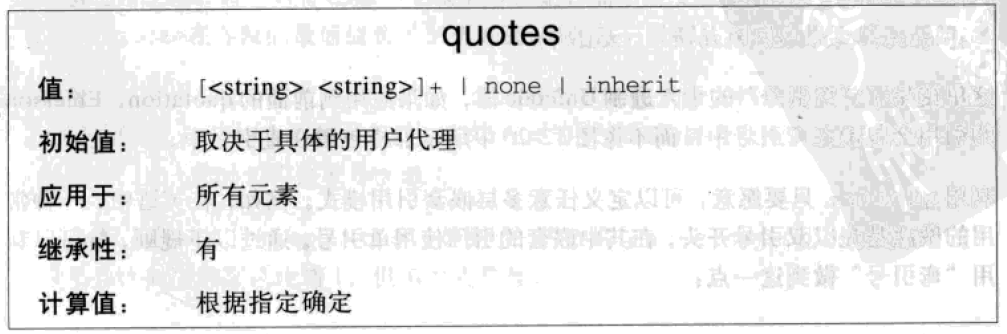 quotes
值： [<string> <string>]+ | none | inherit
初始值： 取决于具体的用户代理
应用于： 所有元素
继承性： 有
计算值： 根据指定确定